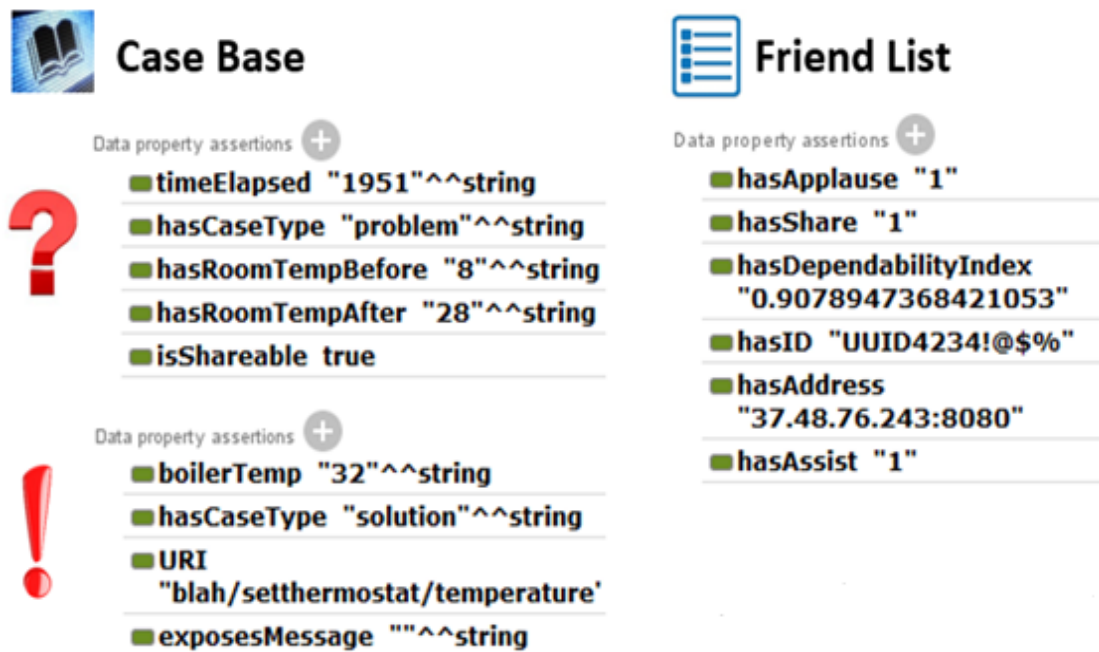 Case Base
Data property assertions
timeElapsed "1951"^^string
hasCaseType "problem"^^string
hasRoomTempBefore "8"^^string
hasRoomTempAfter "28"^^string
isShareable true
Data property assertions
boilerTemp "32"^^string
hasCaseType "solution"^^string
URI
"blah/setthermostat/temperature'
exposesMessage ""^^string
Friend List
Data property assertions
hasApplause "1"
hasShare "1"
hasDependabilityIndex
"0.9078947368421053"
hasID "UUID4234!@$%"
hasAddress
"37.48.76.243:8080"
hasAssist "1"